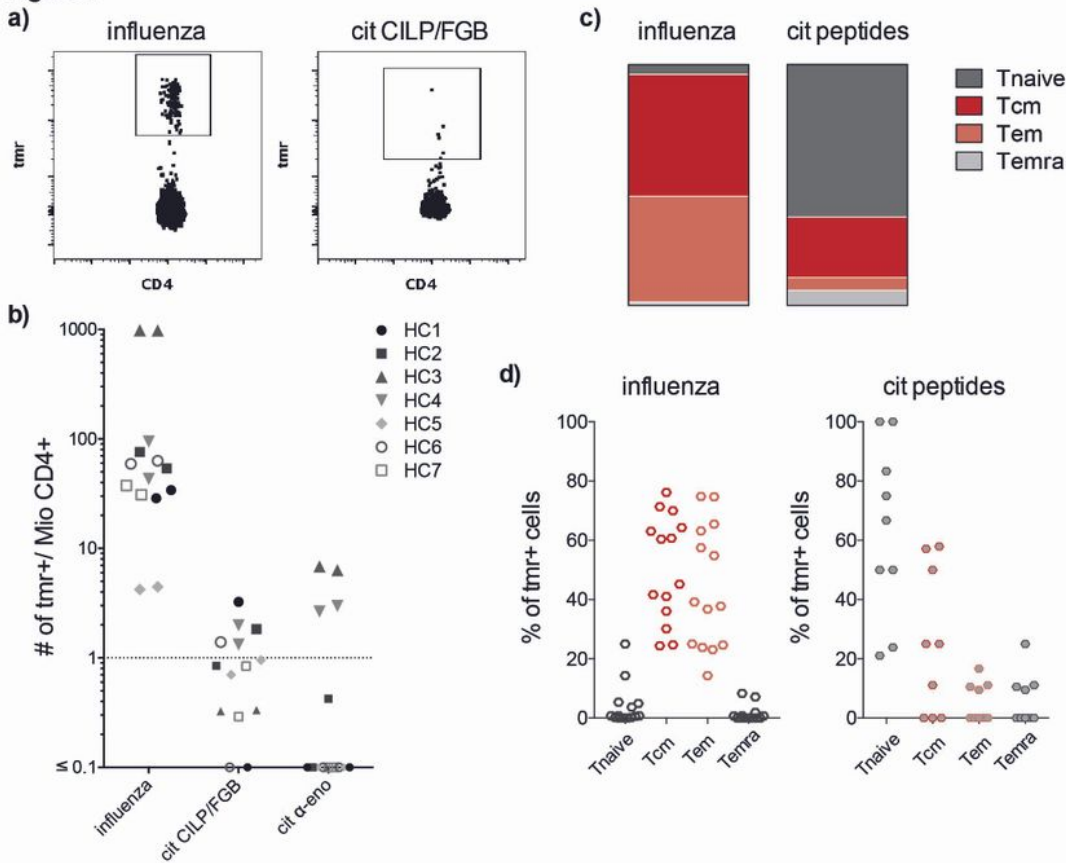 a)
influenza
cit CILP/FGB
tmr
CD4
tmr
CD4
c)
influenza
cit peptides
Tnaive
Tcm
Tem
Temra
b)
# of tmr+/ Mio CD4+
1000
100
10
1
≤ 0.1
influenza
cit CILP/FGB
cit α-eno
HC1
HC2
HC3
HC4
HC5
HC6
HC7
d)
influenza
% of tmr+ cells
100
80
60
40
20
0
Tnaive
Tcm
Tem
Temra
cit peptides
% of tmr+ cells
100
80
60
40
20
0
Tnaive
Tcm
Tem
Temra